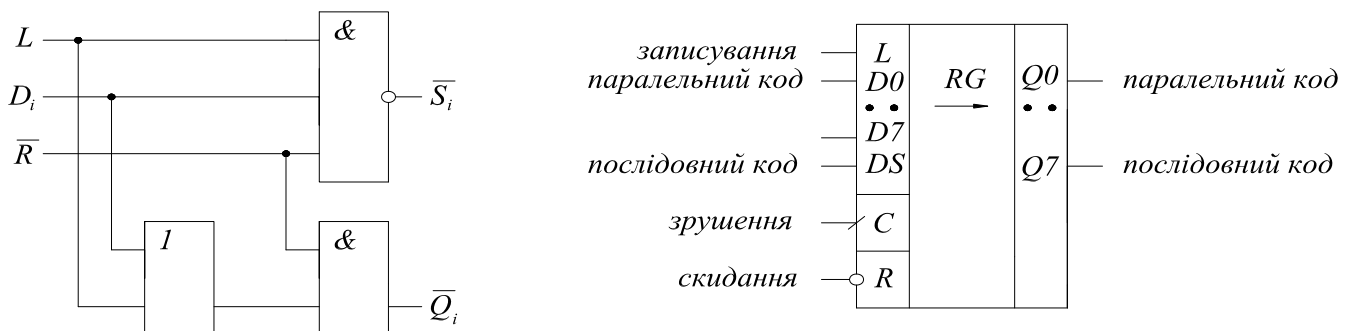 L
D_i
R̅
&
S̅_i
1
&
Q̅_i
записування
паралельний код
послідовний код
зрушення
скидання
L
D0
• •
D7
DS
C
R
RG
Q0
• •
Q7
паралельний код
послідовний код